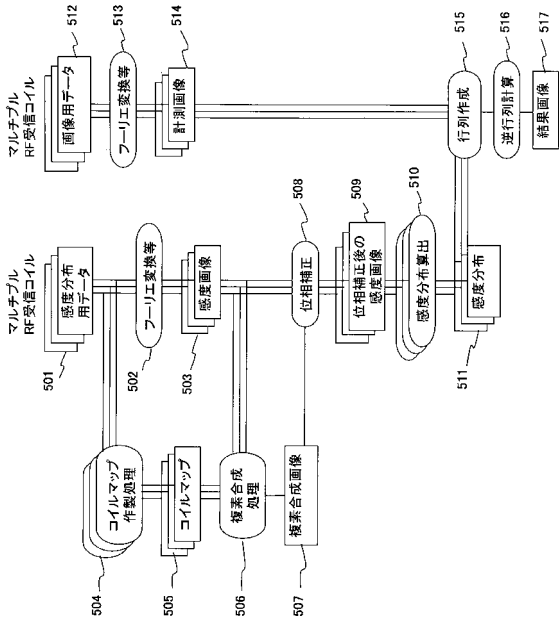 マルチプル
RF受信コイル
501
感度分布
用データ
502
フーリエ変換等
503
感度画像
504
コイルマップ
作製処理
505
コイルマップ
506
複素合成
処理
507
複素合成画像
508
位相補正
509
位相補正後の
感度画像
510
感度分布算出
511
感度分布
マルチプル
RF受信コイル
512
画像用データ
513
フーリエ変換等
514
計測画像
515
行列作成
516
逆行列計算
517
結果画像